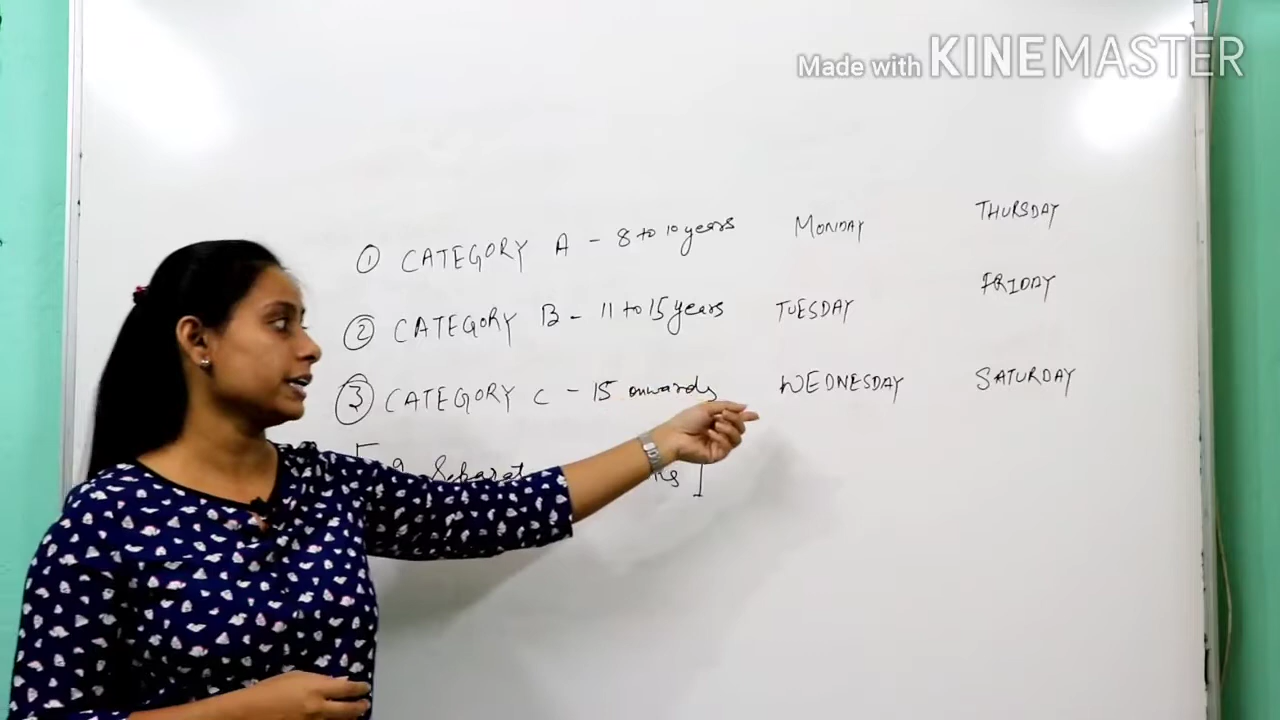 Made with KINEMASTER
① CATEGORY A - 8 to 10 years MONDAY THURSDAY
② CATEGORY B - 11 to 15 years TUESDAY FRIDAY
③ CATEGORY C - 15 onwards WEDNESDAY SATURDAY